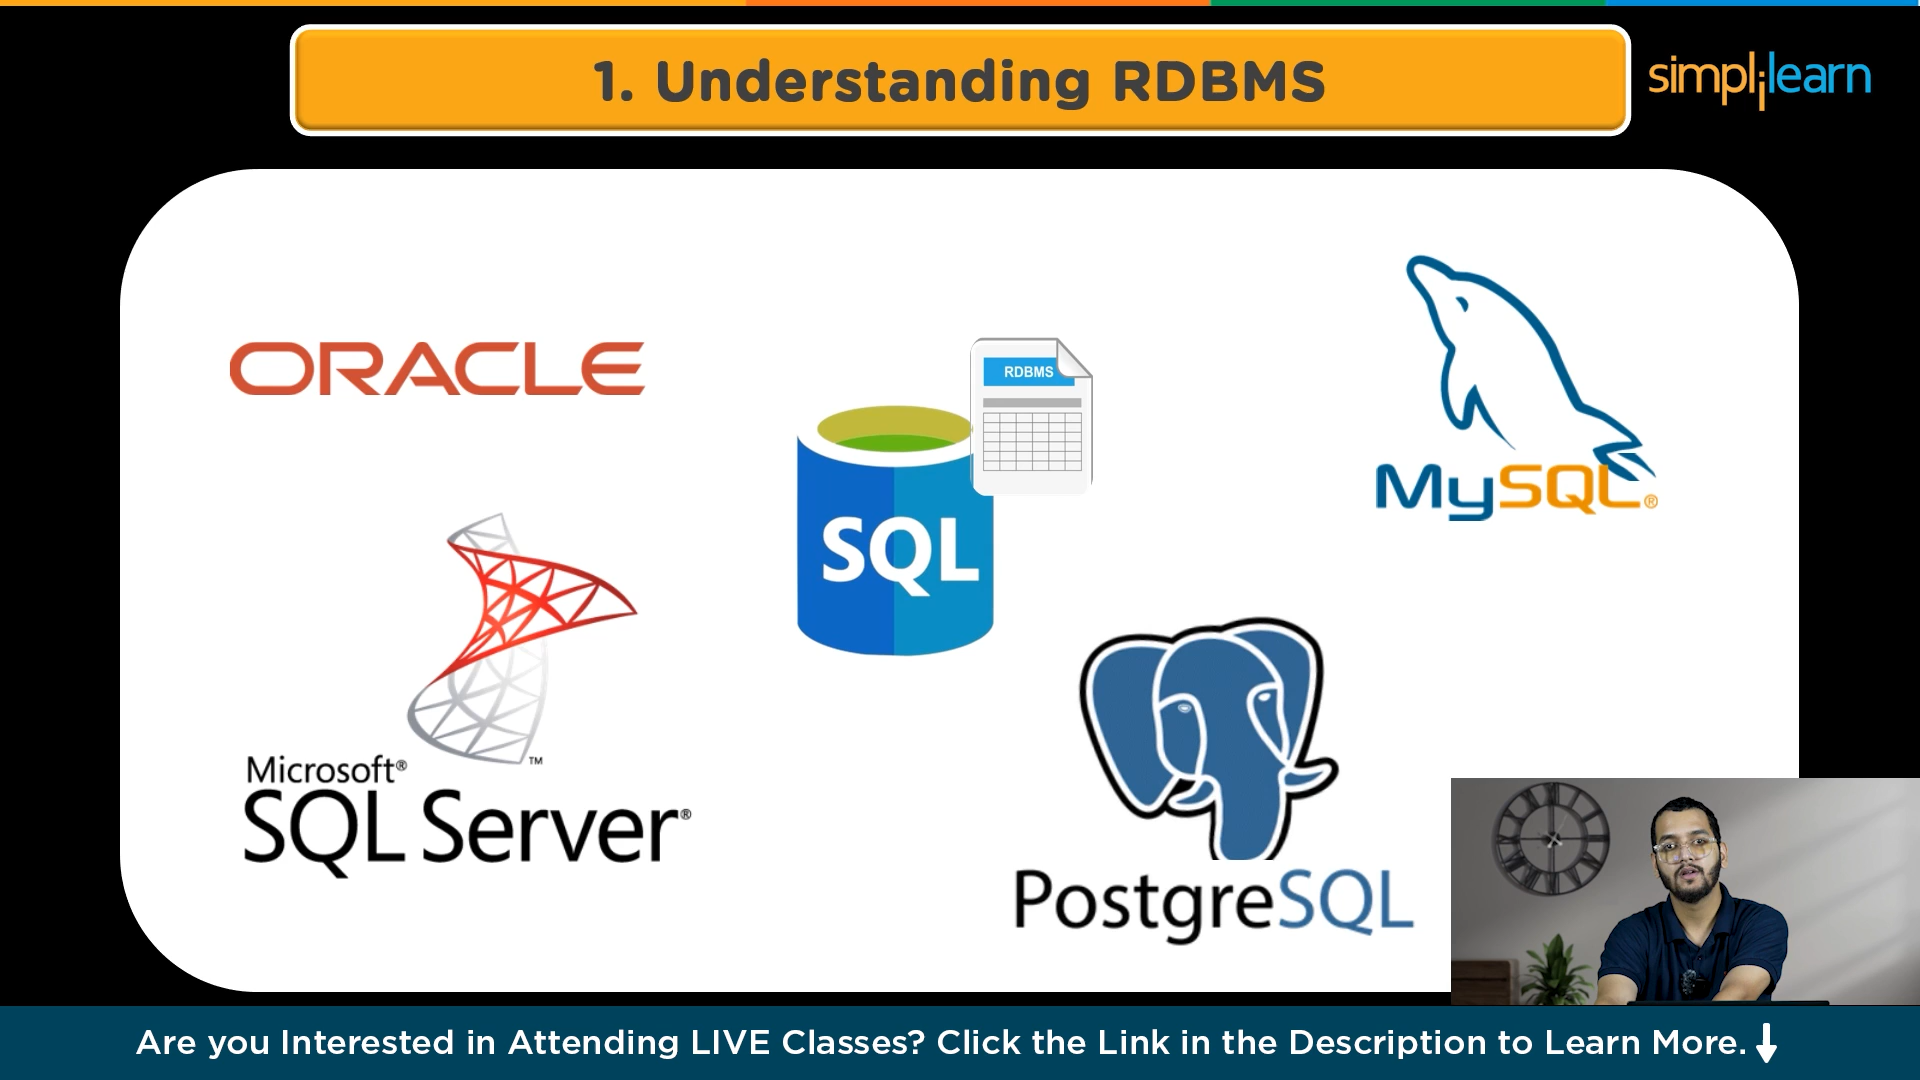 1. Understanding RDBMS
simplilearn
ORACLE
RDBMS
SQL
MySQL®
Microsoft®
SQL Server®
™
PostgreSQL
Are you Interested in Attending LIVE Classes? Click the Link in the Description to Learn More.